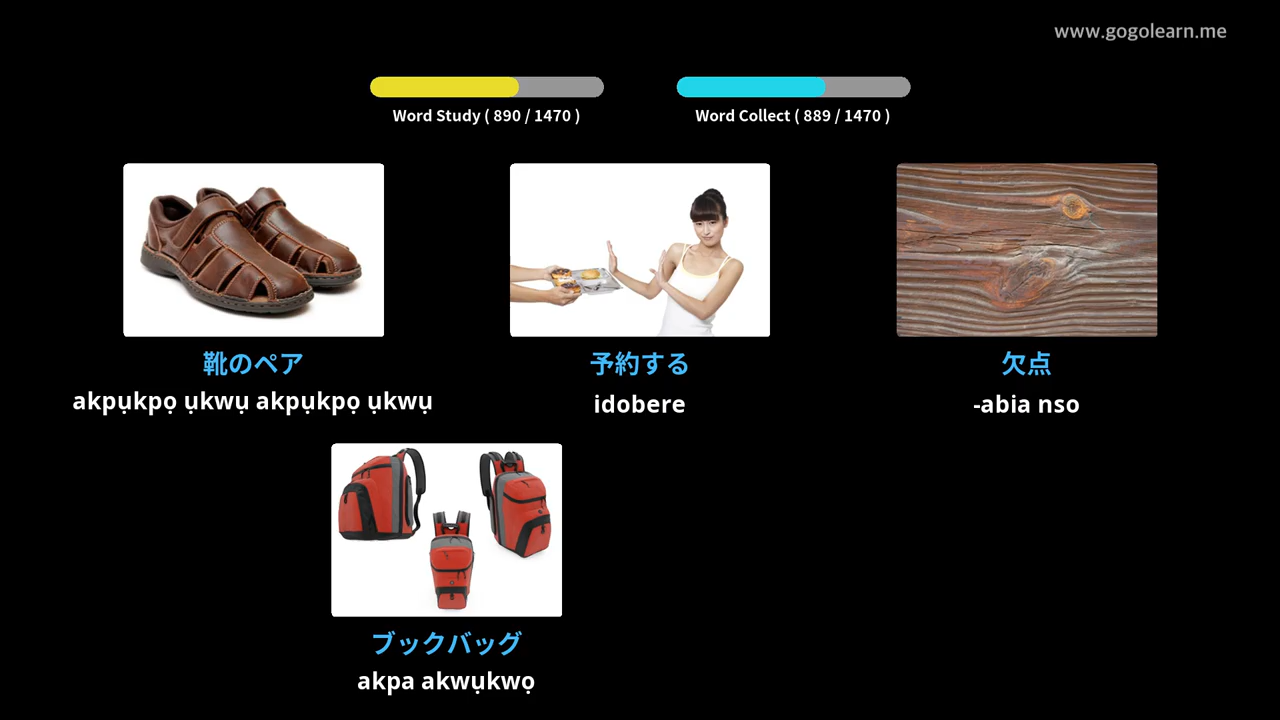 www.gogolearn.me
Word Study ( 890 / 1470 )
Word Collect ( 889 / 1470 )
靴のペア
akpụkpọ ụkwụ akpụkpọ ụkwụ
予約する
idobere
欠点
-abia nso
ブックバッグ
akpa akwụkwọ